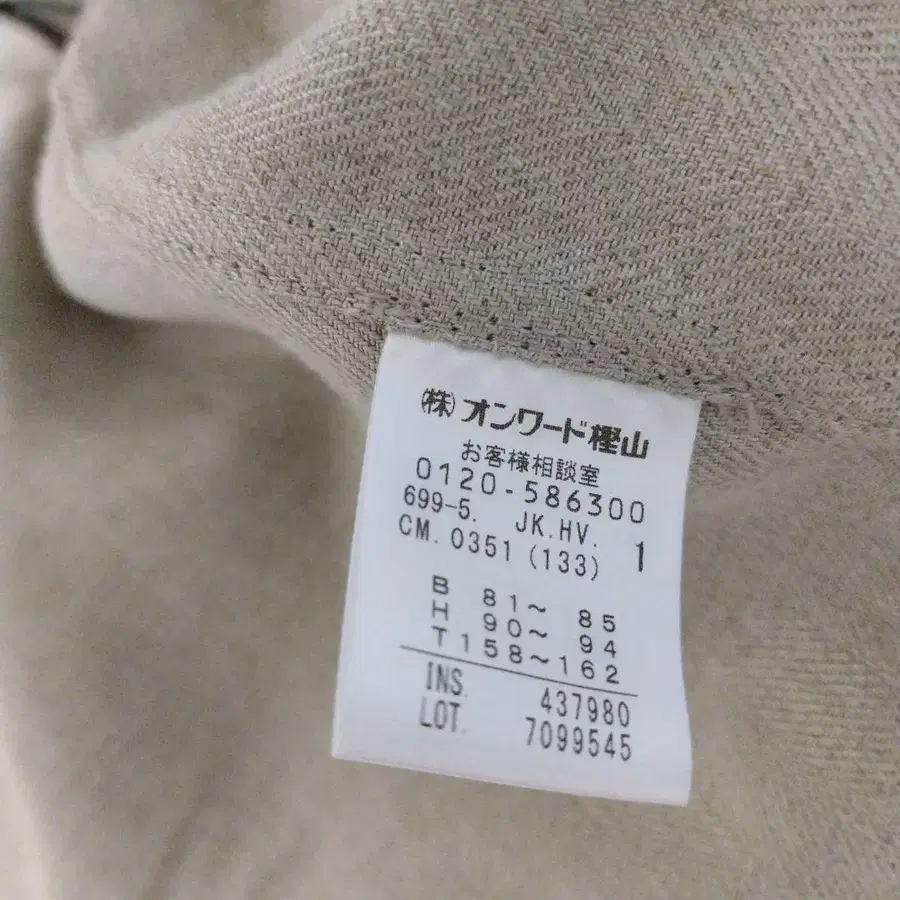 ㈱オンワード樫山
お客様相談室
0120-586300
699-5. JK.HV. 1
CM. 0351 (133)
B 81～ 85
H 90～ 94
T 158～162
INS. 437980
LOT. 7099545